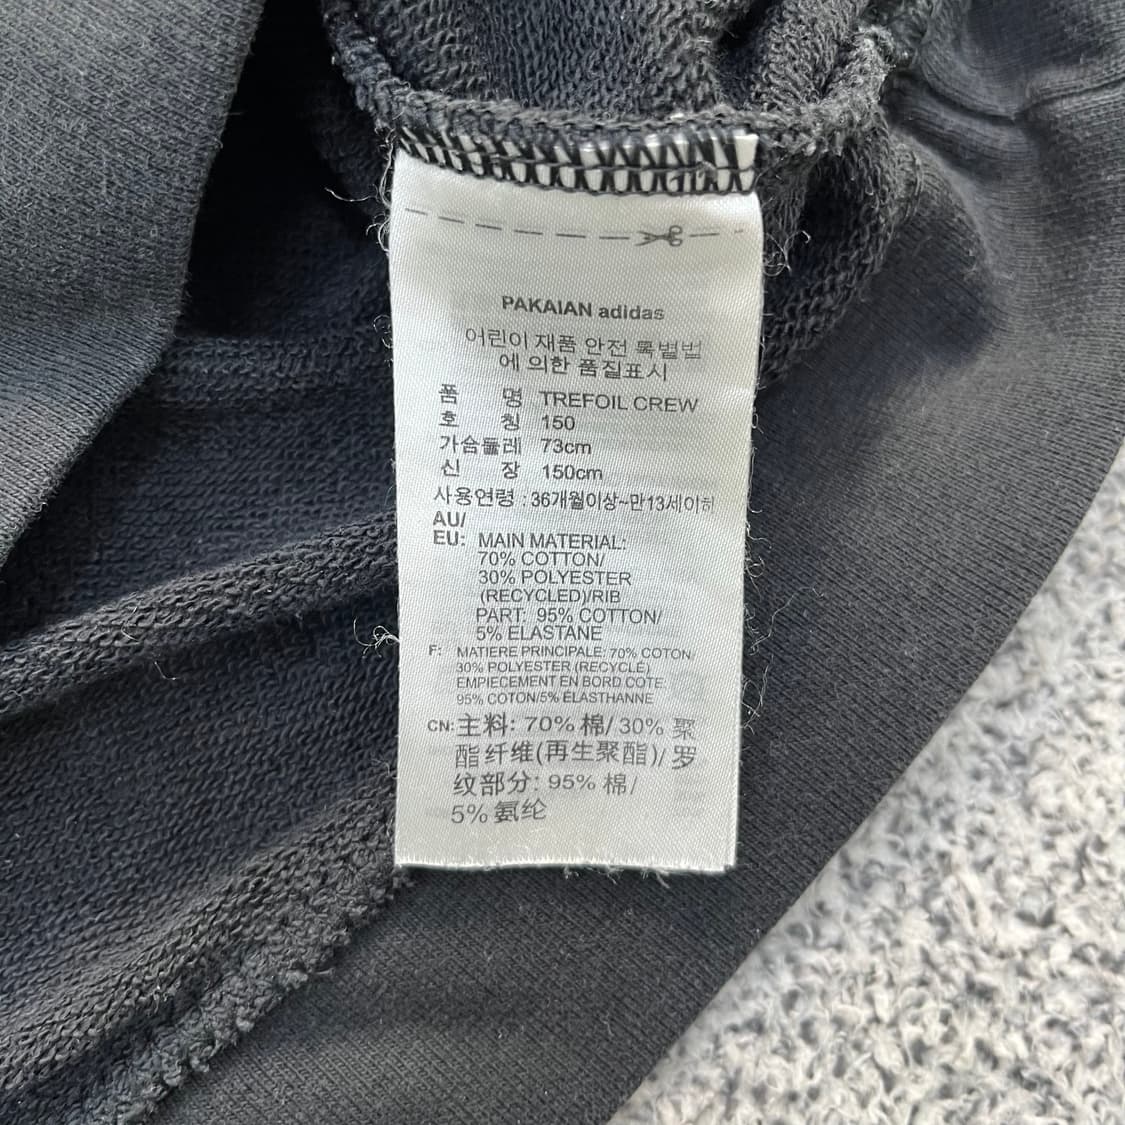 PAKAIAN adidas
어린이 재품 안전 특별법
에 의한 품질표시
품 명 TREFOIL CREW
호 칭 150
가슴둘레 73cm
신 장 150cm
사용연령 : 36개월이상~만13세이하
AU/
EU: MAIN MATERIAL:
70% COTTON/
30% POLYESTER
(RECYCLED)/RIB
PART: 95% COTTON/
5% ELASTANE
F: MATIERE PRINCIPALE: 70% COTON,
30% POLYESTER (RECYCLÉ)
EMPIECEMENT EN BORD COTE:
95% COTON/5% ÉLASTHANNE
CN: 主料: 70% 棉/ 30% 聚
酯纤维(再生聚酯)/ 罗
纹部分: 95% 棉/
5% 氨纶